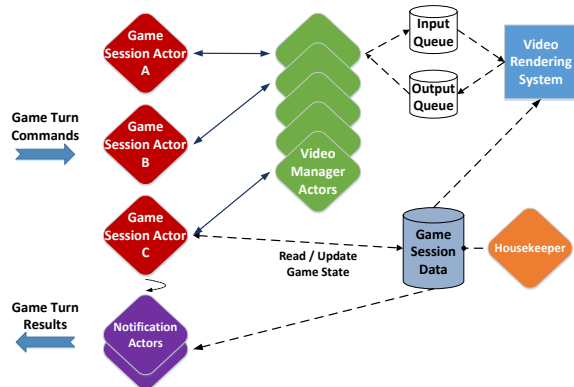 Game
Session Actor
A
Input
Queue
Video
Rendering
System
Output
Queue
Game Turn
Commands
Game
Session Actor
B
Video
Manager
Actors
Game
Session Actor
C
Read / Update
Game State
Game
Session
Data
Housekeeper
Game Turn
Results
Notification
Actors